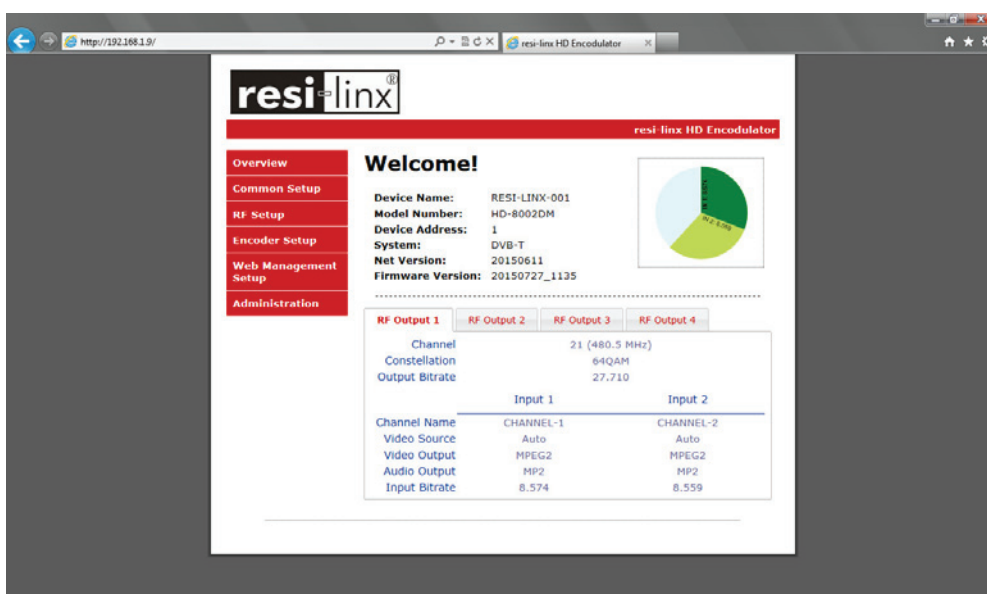 http://192.168.1.9/
resi-linx HD Encodulator
resi-linx®
resi-linx HD Encodulator
Overview
Common Setup
RF Setup
Encoder Setup
Web Management
Setup
Administration
Welcome!
Device Name: RESI-LINX-001
Model Number: HD-8002DM
Device Address: 1
System: DVB-T
Net Version: 20150611
Firmware Version: 20150727_1135
RF Output 1 RF Output 2 RF Output 3 RF Output 4
Channel 21 (480.5 MHz)
Constellation 64QAM
Output Bitrate 27.710
Input 1 Input 2
Channel Name CHANNEL-1 CHANNEL-2
Video Source Auto Auto
Video Output MPEG2 MPEG2
Audio Output MP2 MP2
Input Bitrate 8.574 8.559